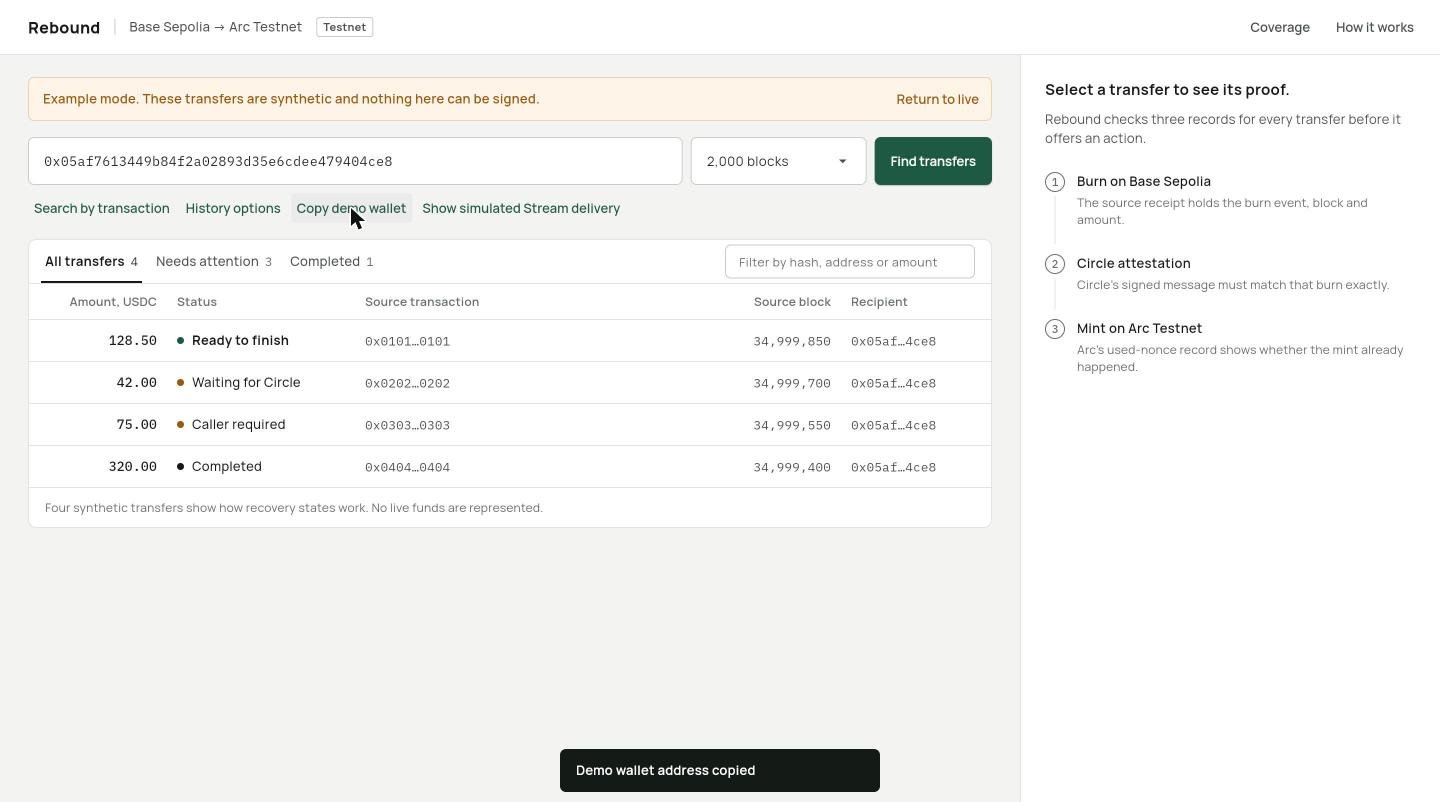 Rebound
Base Sepolia → Arc Testnet
Testnet
Coverage
How it works
Example mode. These transfers are synthetic and nothing here can be signed.
Return to live
0x05af7613449b84f2a02893d35e6cdee479404ce8
2,000 blocks
Find transfers
Search by transaction
History options
Copy demo wallet
Show simulated Stream delivery
All transfers 4
Needs attention 3
Completed 1
Filter by hash, address or amount
Amount, USDC Status Source transaction Source block Recipient
128.50 Ready to finish 0x0101…0101 34,999,850 0x05af…4ce8
42.00 Waiting for Circle 0x0202…0202 34,999,700 0x05af…4ce8
75.00 Caller required 0x0303…0303 34,999,550 0x05af…4ce8
320.00 Completed 0x0404…0404 34,999,400 0x05af…4ce8
Four synthetic transfers show how recovery states work. No live funds are represented.
Select a transfer to see its proof.
Rebound checks three records for every transfer before it
offers an action.
1 Burn on Base Sepolia
The source receipt holds the burn event, block and
amount.
2 Circle attestation
Circle's signed message must match that burn exactly.
3 Mint on Arc Testnet
Arc's used-nonce record shows whether the mint already
happened.
Demo wallet address copied